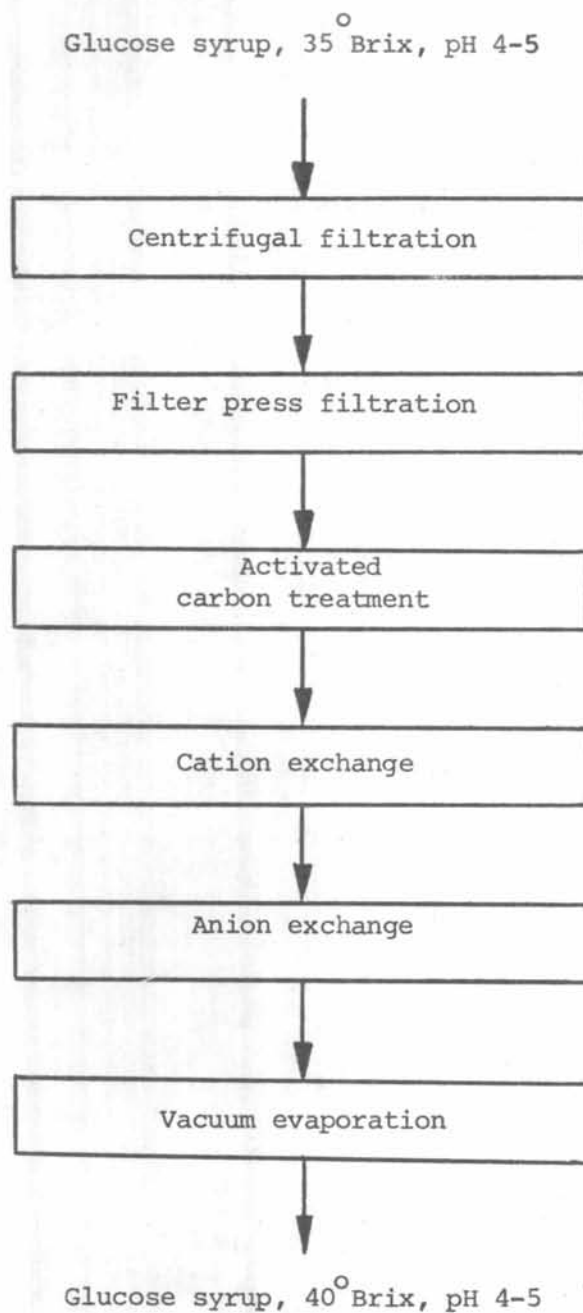 Glucose syrup, 35°Brix, pH 4-5
Centrifugal filtration
Filter press filtration
Activated
carbon treatment
Cation exchange
Anion exchange
Vacuum evaporation
Glucose syrup, 40°Brix, pH 4-5